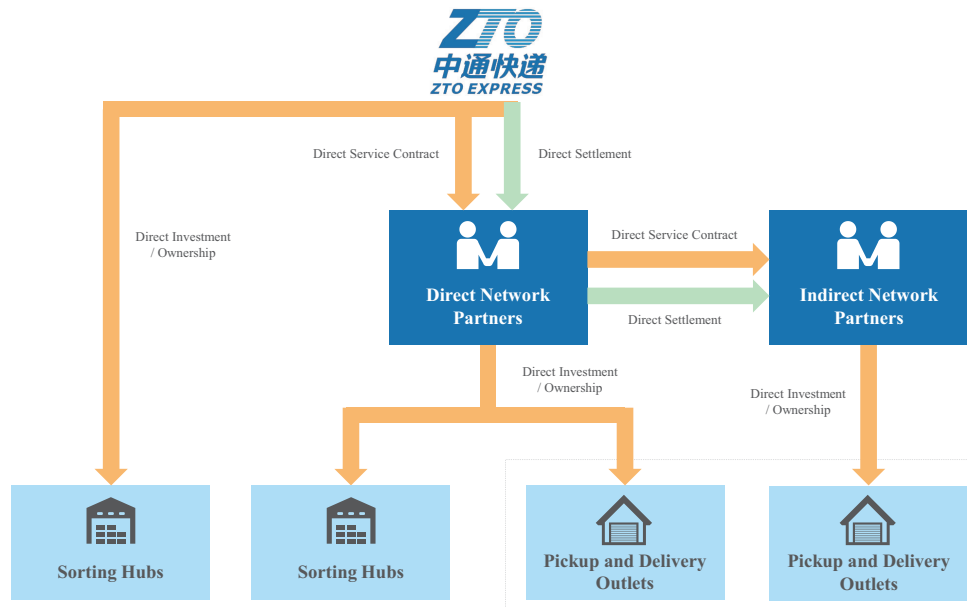 ZTO
中通快递
ZTO EXPRESS
Direct Service Contract
Direct Settlement
Direct Investment
/ Ownership
Direct Network
Partners
Direct Service Contract
Direct Settlement
Indirect Network
Partners
Direct Investment
/ Ownership
Direct Investment
/ Ownership
Sorting Hubs
Sorting Hubs
Pickup and Delivery
Outlets
Pickup and Delivery
Outlets